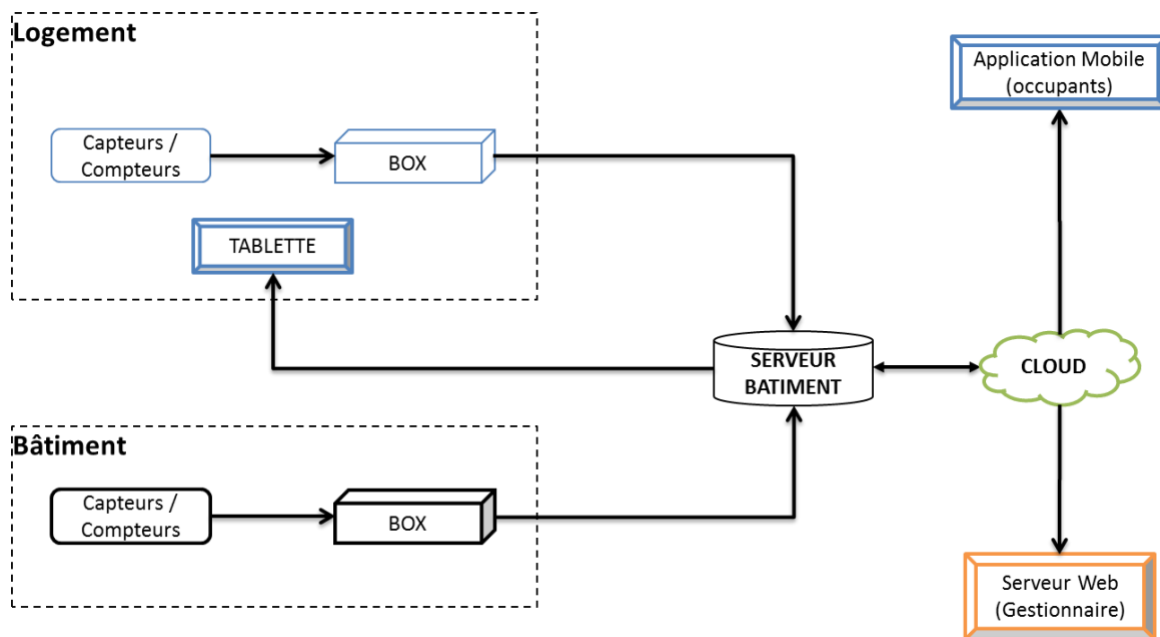 Logement
Capteurs /
Compteurs
BOX
TABLETTE
Application Mobile
(occupants)
SERVEUR
BATIMENT
CLOUD
Bâtiment
Capteurs /
Compteurs
BOX
Serveur Web
(Gestionnaire)